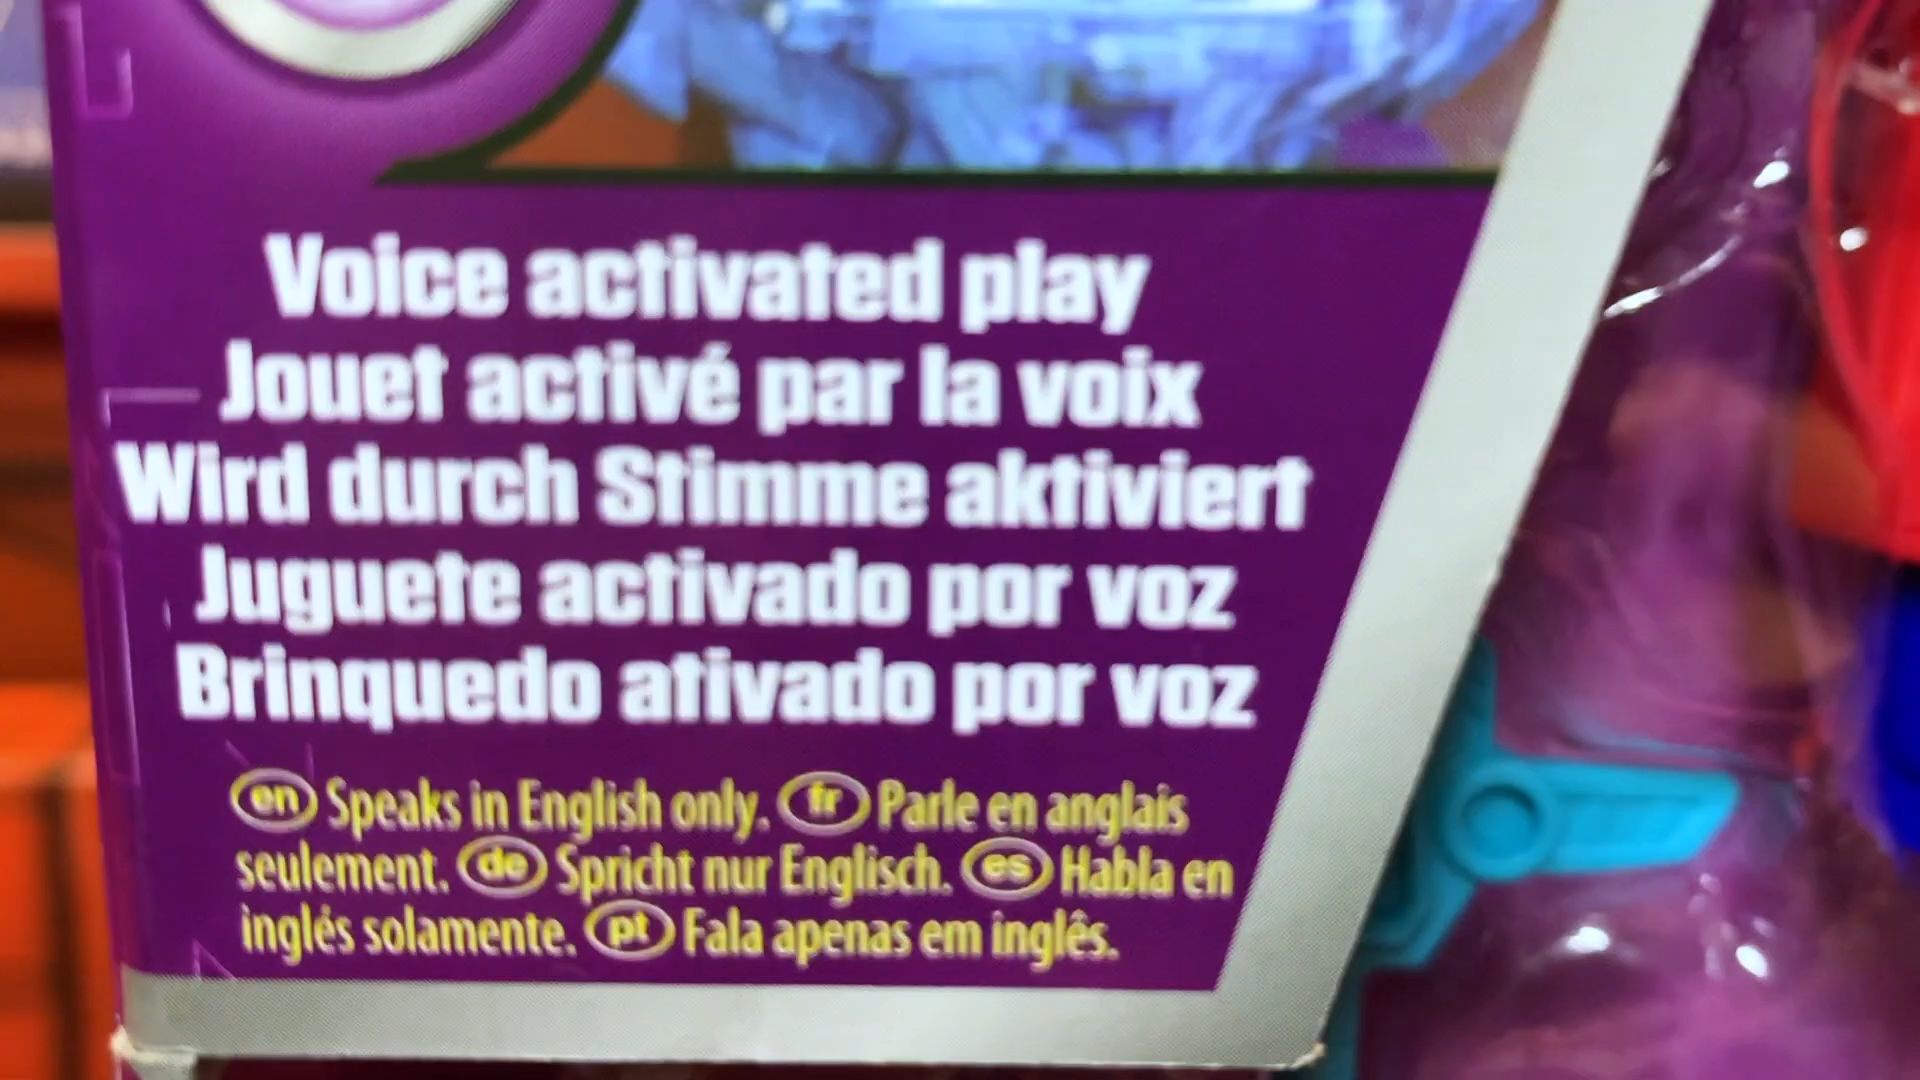 Voice activated play
Jouet activé par la voix
Wird durch Stimme aktiviert
Juguete activado por voz
Brinquedo ativado por voz
en Speaks in English only. fr Parle en anglais
seulement. de Spricht nur Englisch. es Habla en
inglés solamente. pt Fala apenas em inglês.